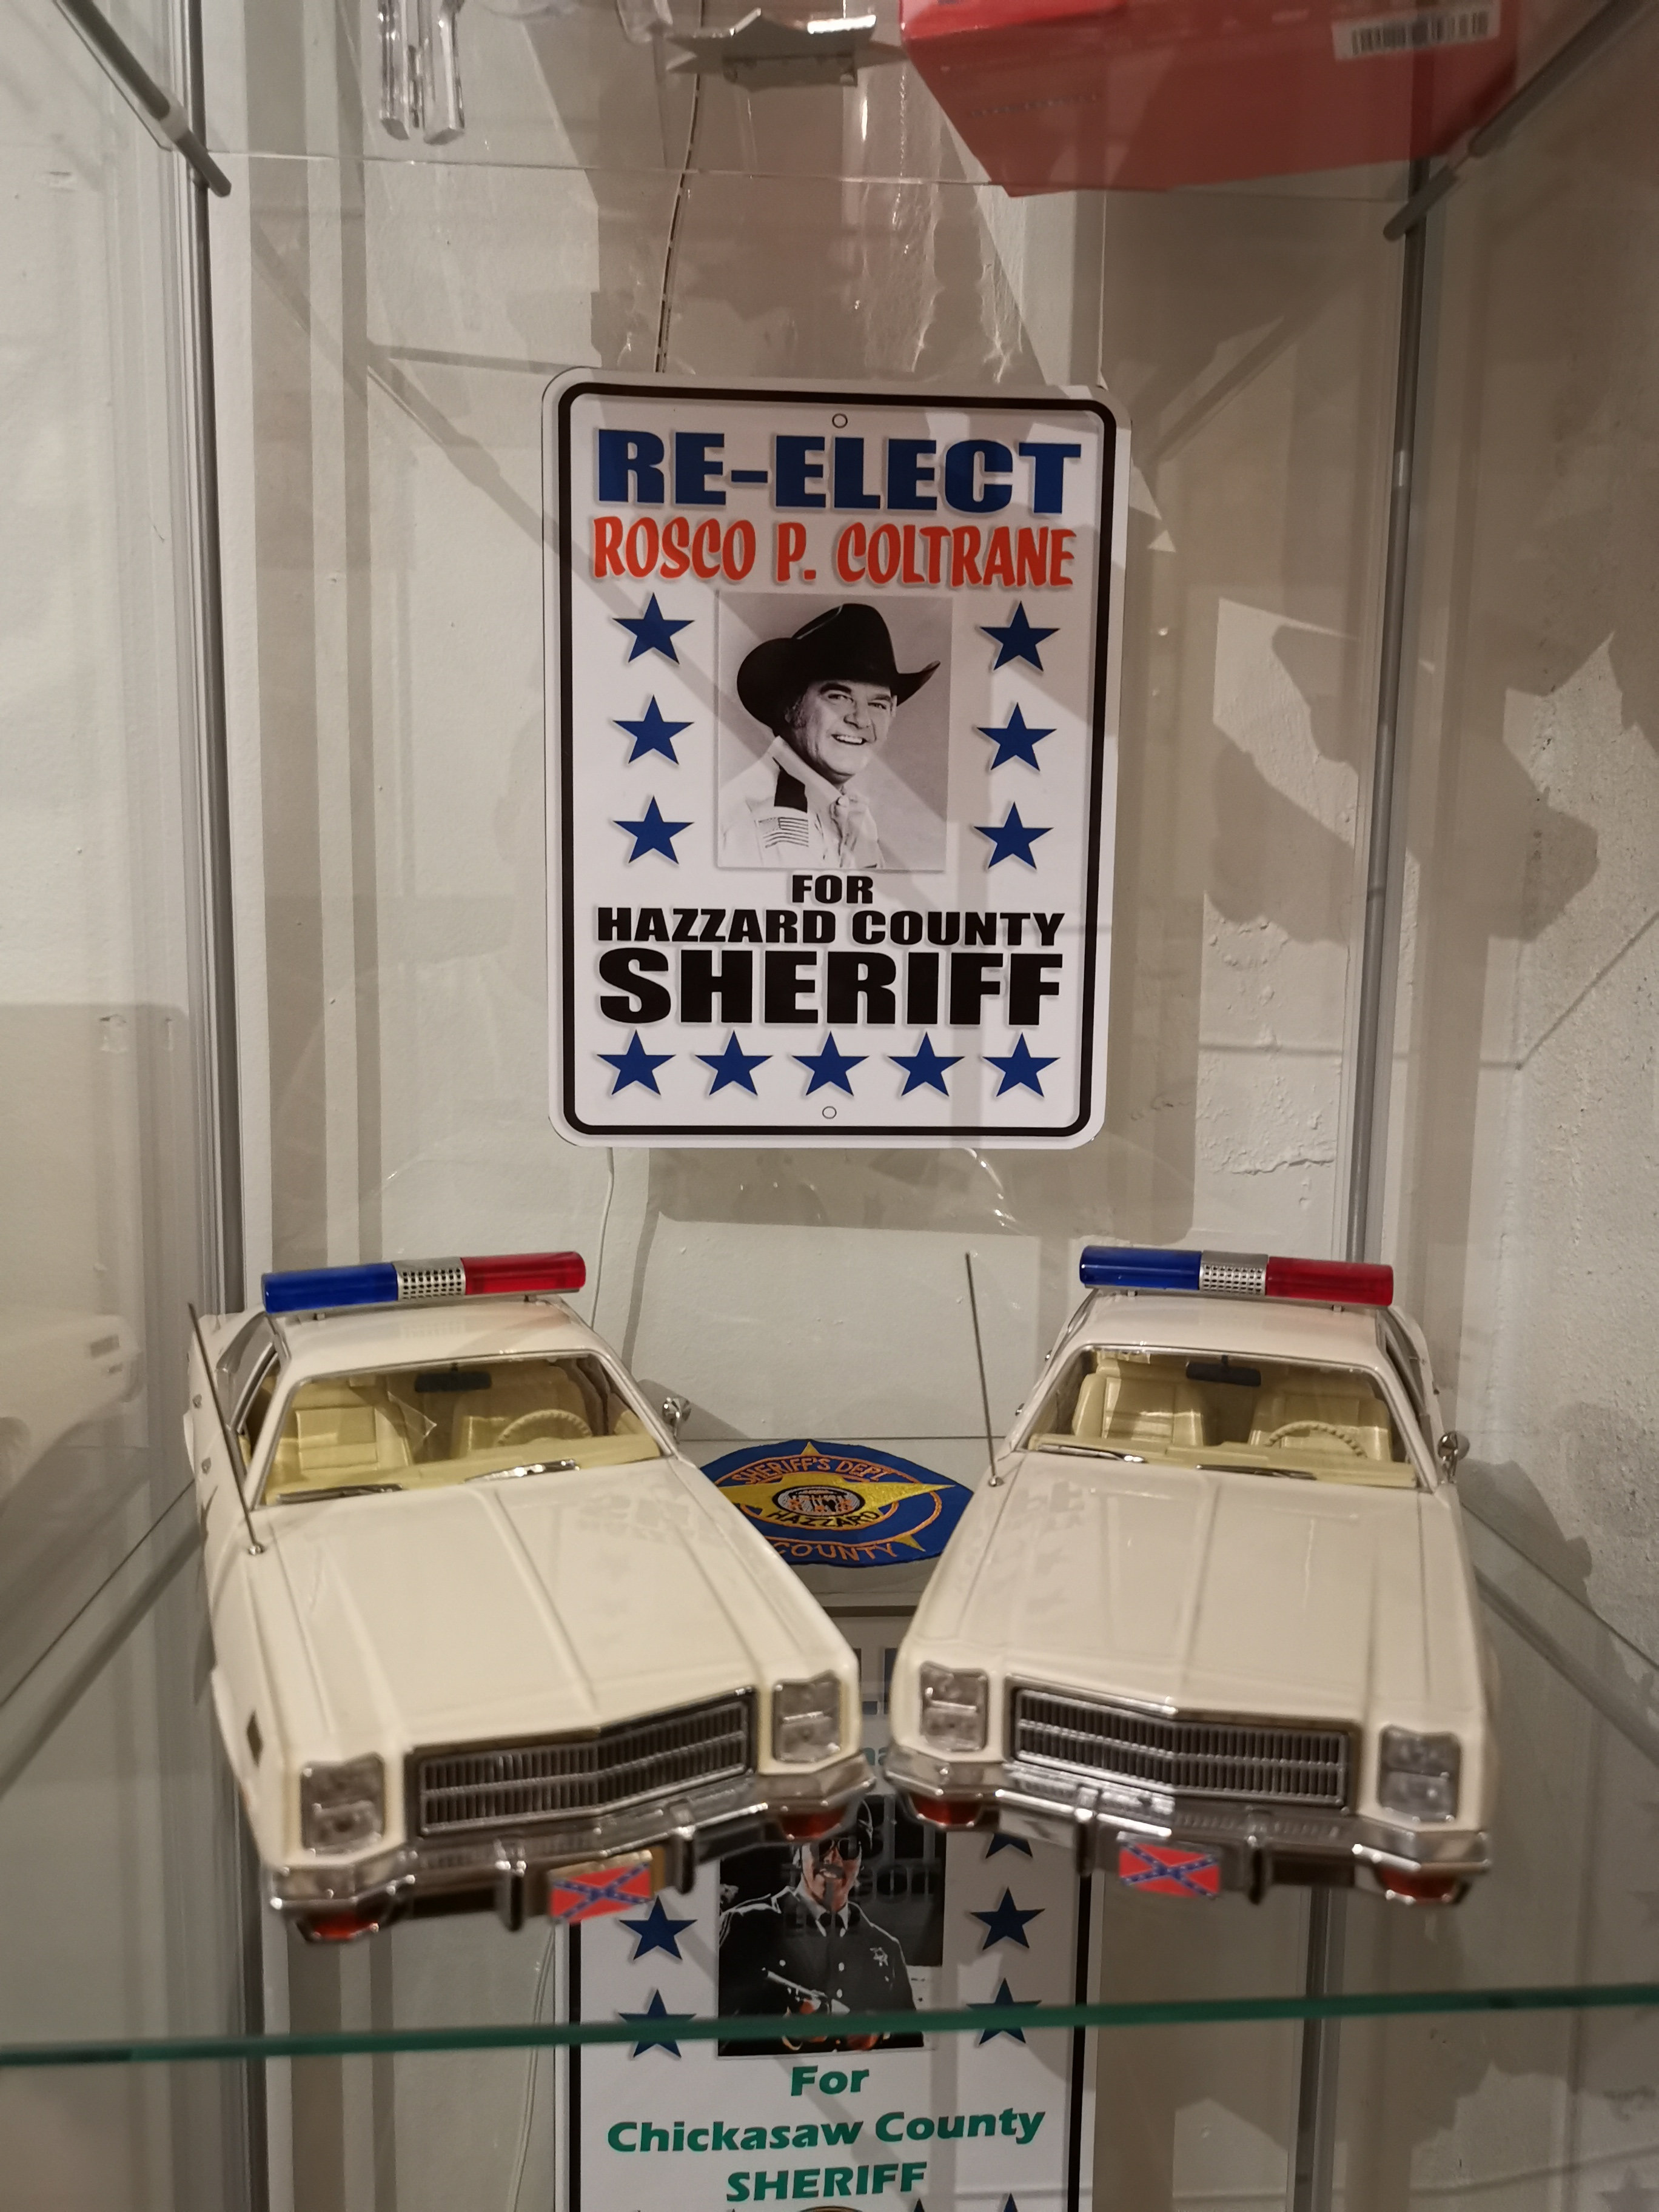 RE-ELECT
ROSCO P. COLTRANE
FOR
HAZZARD COUNTY
SHERIFF
SHERIFF'S DEPT
HAZZARD
COUNTY
For
Chickasaw County
SHERIFF